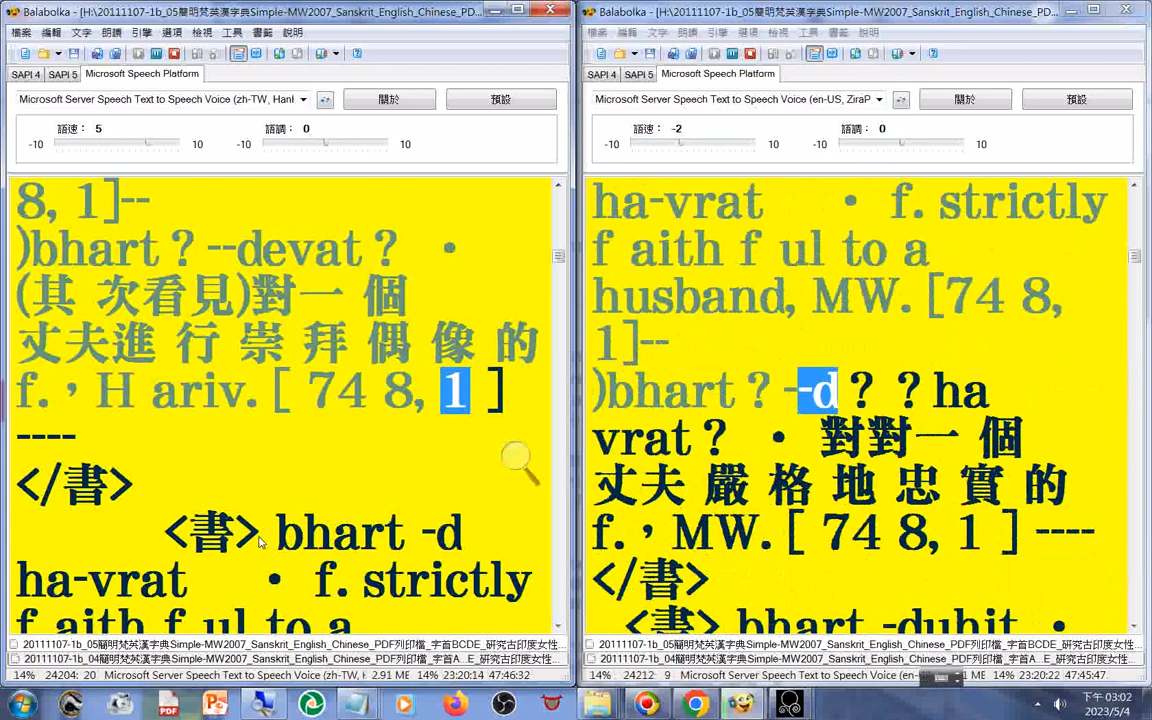 Balabolka - [H:\20111107-1b_05簡明梵英漢字典Simple-MW2007_Sanskrit_English_Chinese_PD...
檔案 編輯 文字 朗讀 引擎 選項 檢視 工具 書籤 說明
SAPI 4 SAPI 5 Microsoft Speech Platform
Microsoft Server Speech Text to Speech Voice (zh-TW, HanH 關於 預設
語速： 5 語調： 0
-10 10 -10 10
8, 1]--
)bhart？--devat？ •
(其 次看見)對一 個
丈夫進 行 崇 拜 偶 像 的
f.，H ariv. [ 74 8, 1 ]
----
</書>
<書> bhart -d
ha-vrat • f. strictly
f aith f ul to a
20111107-1b_05簡明梵英漢字典Simple-MW2007_Sanskrit_English_Chinese_PDF列印檔_字首BCDE_研究古印度女性...
20111107-1b_04簡明梵英漢字典Simple-MW2007_Sanskrit_English_Chinese_PDF列印檔_字首A...E_研究古印度女性...
14% 24204: 20 Microsoft Server Speech Text to Speech Voice (zh-TW, 2.91 MB 14% 23:20:14 47:46:32
Balabolka - [H:\20111107-1b_05簡明梵英漢字典Simple-MW2007_Sanskrit_English_Chinese_PD...
檔案 編輯 文字 朗讀 引擎 選項 檢視 工具 書籤 說明
SAPI 4 SAPI 5 Microsoft Speech Platform
Microsoft Server Speech Text to Speech Voice (en-US, ZiraP 關於 預設
語速： -2 語調： 0
-10 10 -10 10
ha-vrat • f. strictly
f aith f ul to a
husband, MW. [74 8,
1]--
)bhart？--d？？ha
vrat？ • 對對一 個
丈夫 嚴 格 地 忠 實 的
f.，MW. [ 74 8, 1 ] ----
</書>
<書> bhart -duhit •
20111107-1b_05簡明梵英漢字典Simple-MW2007_Sanskrit_English_Chinese_PDF列印檔_字首BCDE_研究古印度女性...
20111107-1b_04簡明梵英漢字典Simple-MW2007_Sanskrit_English_Chinese_PDF列印檔_字首A...E_研究古印度女性...
14% 24212: 9 Microsoft Server Speech Text to Speech Voice (en-US, 14% 23:20:22 47:45:47
下午 03:02
2023/5/4